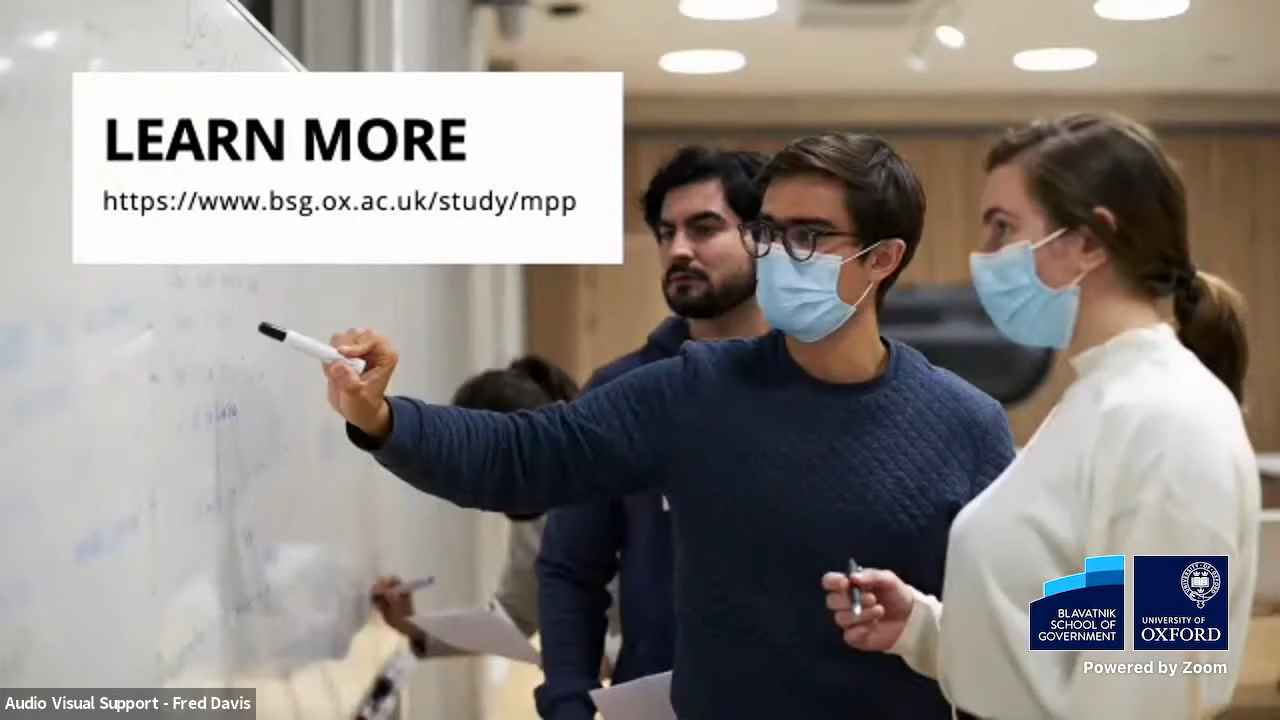 LEARN MORE
https://www.bsg.ox.ac.uk/study/mpp
BLAVATNIK
SCHOOL OF
GOVERNMENT
UNIVERSITY OF
OXFORD
Powered by Zoom
Audio Visual Support - Fred Davis